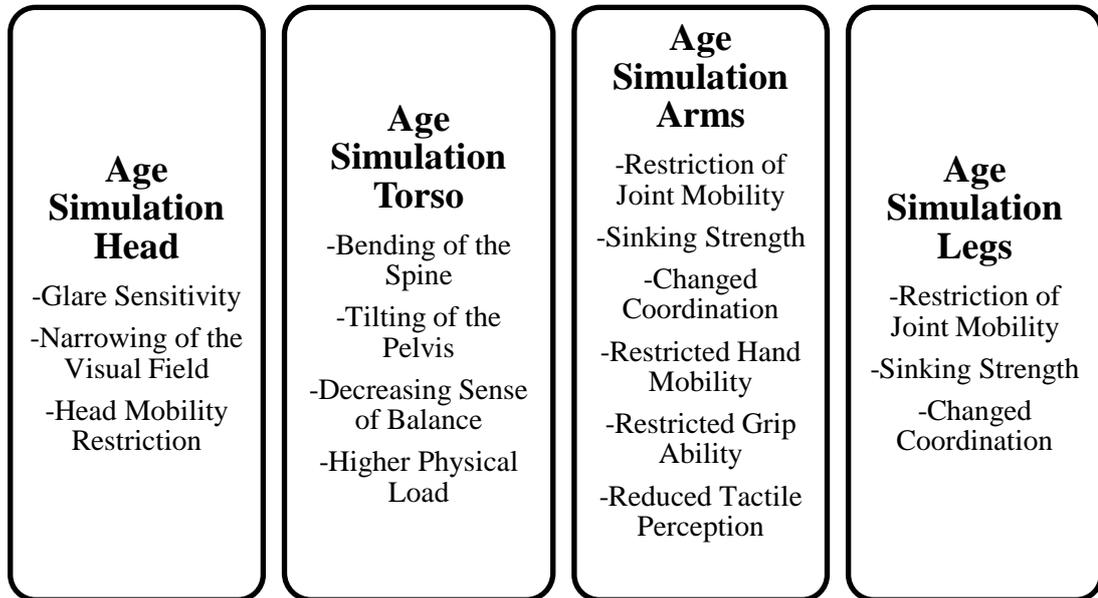 Age
Simulation
Head
-Glare Sensitivity
-Narrowing of the
Visual Field
-Head Mobility
Restriction
Age
Simulation
Torso
-Bending of the
Spine
-Tilting of the
Pelvis
-Decreasing Sense
of Balance
-Higher Physical
Load
Age
Simulation
Arms
-Restriction of
Joint Mobility
-Sinking Strength
-Changed
Coordination
-Restricted Hand
Mobility
-Restricted Grip
Ability
-Reduced Tactile
Perception
Age
Simulation
Legs
-Restriction of
Joint Mobility
-Sinking Strength
-Changed
Coordination